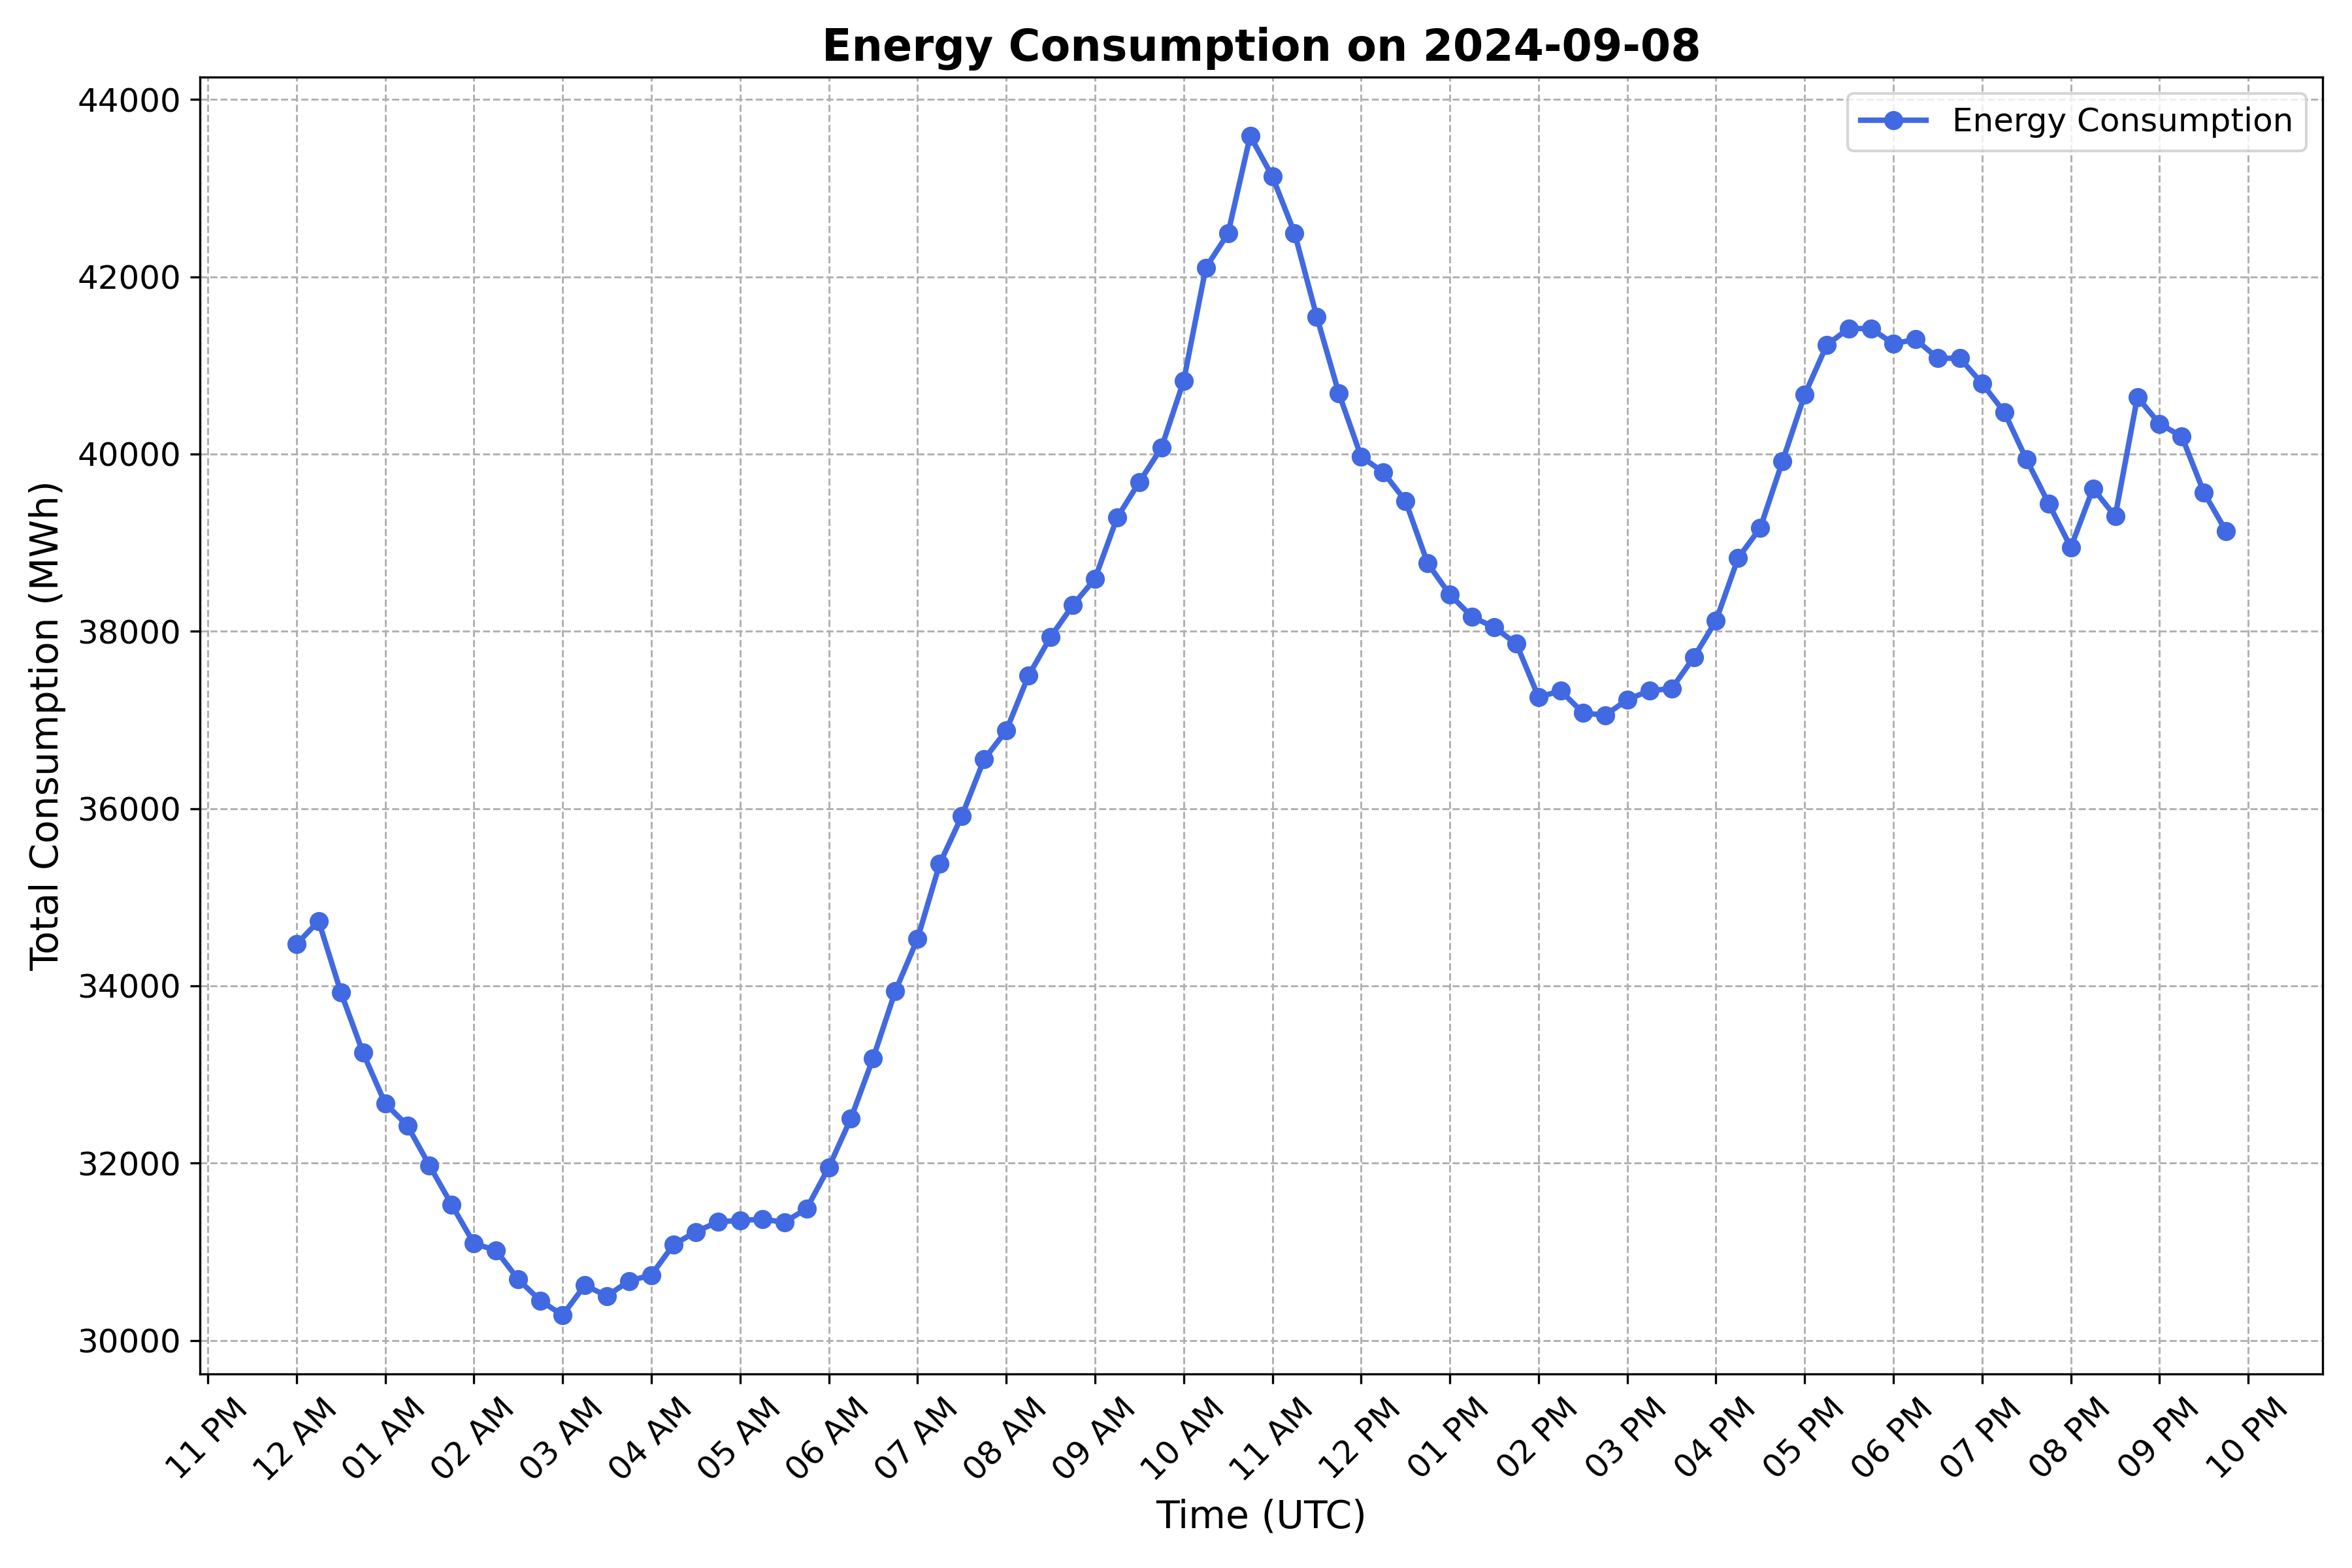 Energy Consumption on 2024-09-08
Energy Consumption
Total Consumption (MWh)
44000
42000
40000
38000
36000
34000
32000
30000
11 PM
12 AM
01 AM
02 AM
03 AM
04 AM
05 AM
06 AM
07 AM
08 AM
09 AM
10 AM
11 AM
12 PM
01 PM
02 PM
03 PM
04 PM
05 PM
06 PM
07 PM
08 PM
09 PM
10 PM
Time (UTC)